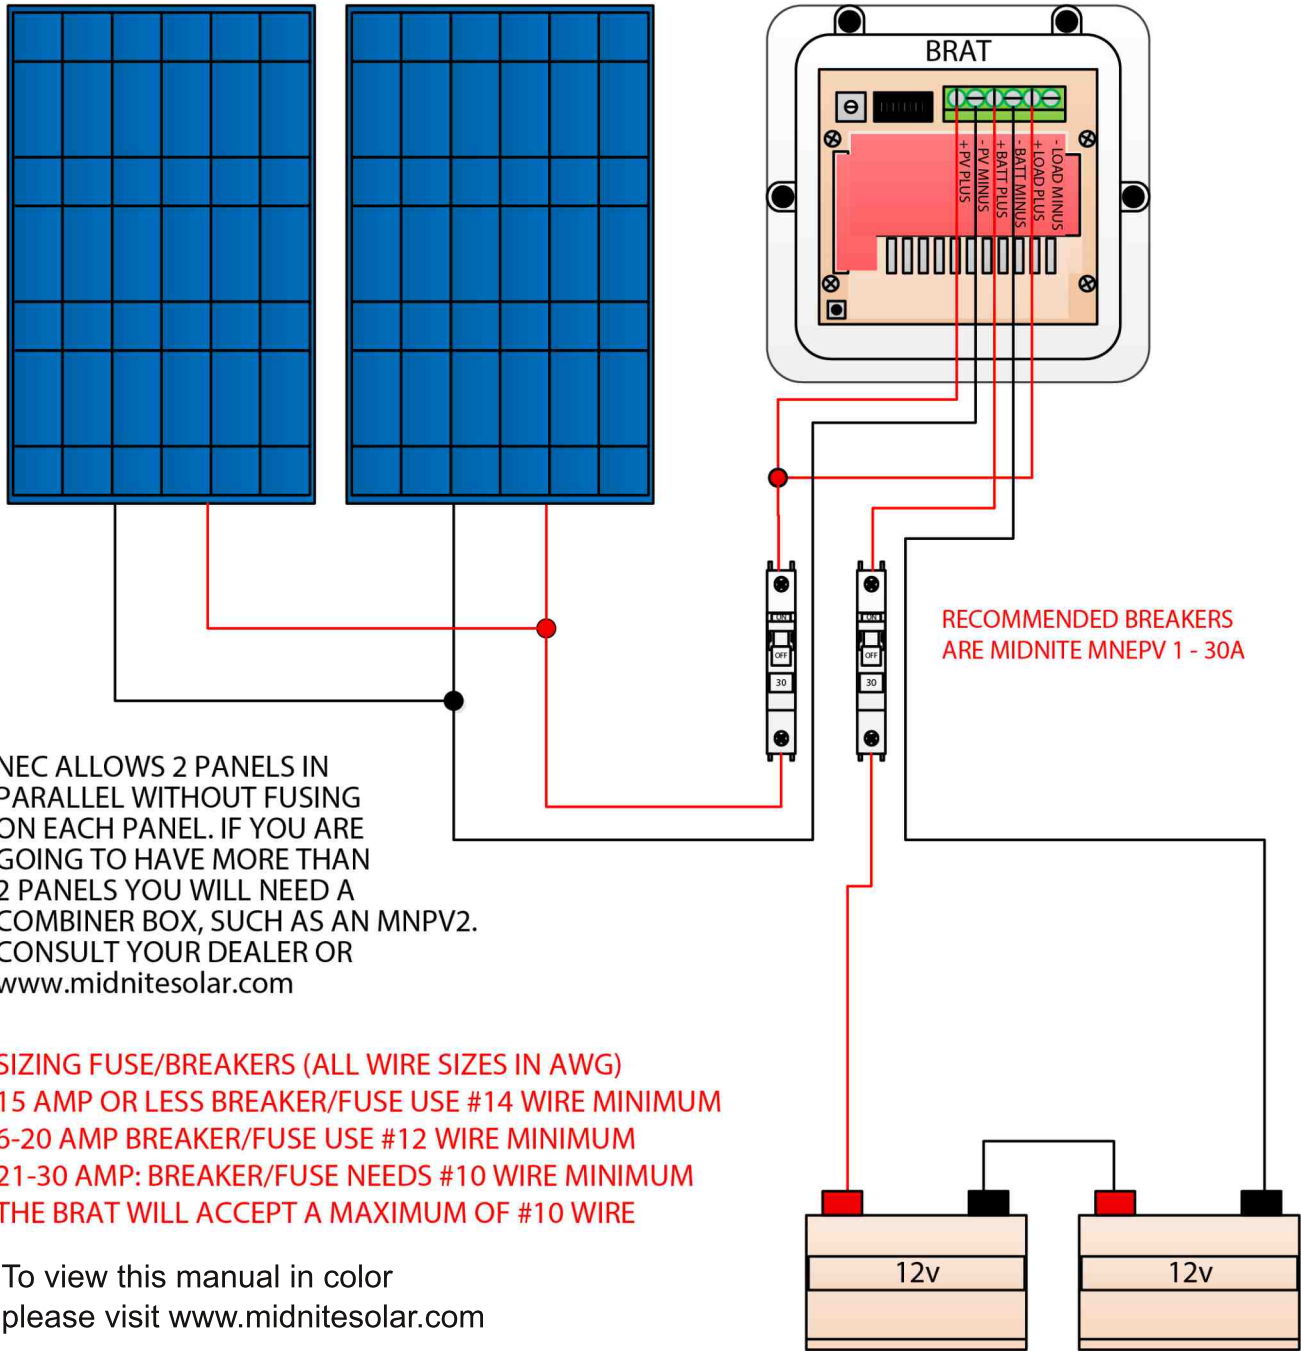 BRAT
+ PV PLUS
- PV MINUS
+ BATT PLUS
- BATT MINUS
+ LOAD PLUS
- LOAD MINUS
ON
OFF
30
ON
OFF
30
RECOMMENDED BREAKERS
ARE MIDNITE MNEPV 1 - 30A
NEC ALLOWS 2 PANELS IN
PARALLEL WITHOUT FUSING
ON EACH PANEL. IF YOU ARE
GOING TO HAVE MORE THAN
2 PANELS YOU WILL NEED A
COMBINER BOX, SUCH AS AN MNPV2.
CONSULT YOUR DEALER OR
www.midnitesolar.com
SIZING FUSE/BREAKERS (ALL WIRE SIZES IN AWG)
15 AMP OR LESS BREAKER/FUSE USE #14 WIRE MINIMUM
6-20 AMP BREAKER/FUSE USE #12 WIRE MINIMUM
21-30 AMP: BREAKER/FUSE NEEDS #10 WIRE MINIMUM
THE BRAT WILL ACCEPT A MAXIMUM OF #10 WIRE
To view this manual in color
please visit www.midnitesolar.com
12v
12v